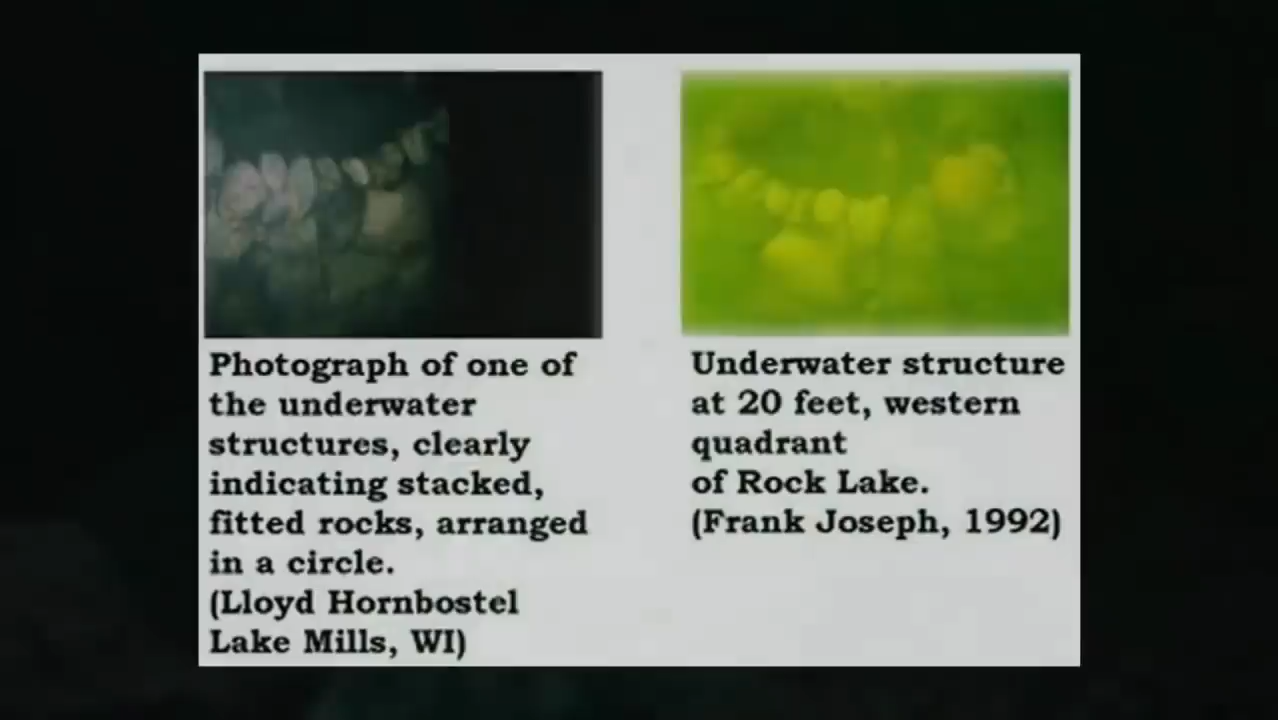 Photograph of one of
the underwater
structures, clearly
indicating stacked,
fitted rocks, arranged
in a circle.
(Lloyd Hornbostel
Lake Mills, WI)
Underwater structure
at 20 feet, western
quadrant
of Rock Lake.
(Frank Joseph, 1992)